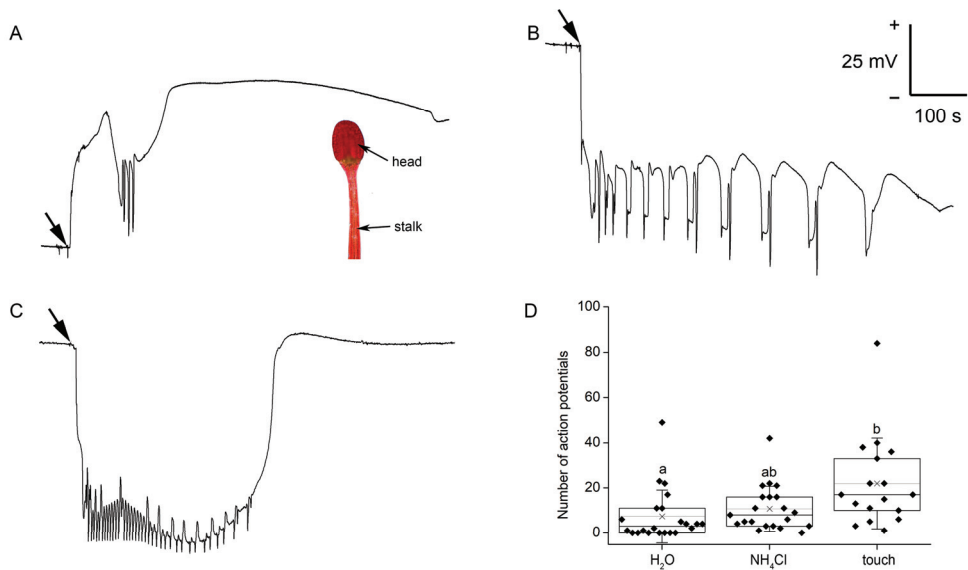 A
B
+
25 mV
−
100 s
head
stalk
C
D
Number of action potentials
100
80
60
40
20
0
a
ab
b
H₂O
NH₄Cl
touch